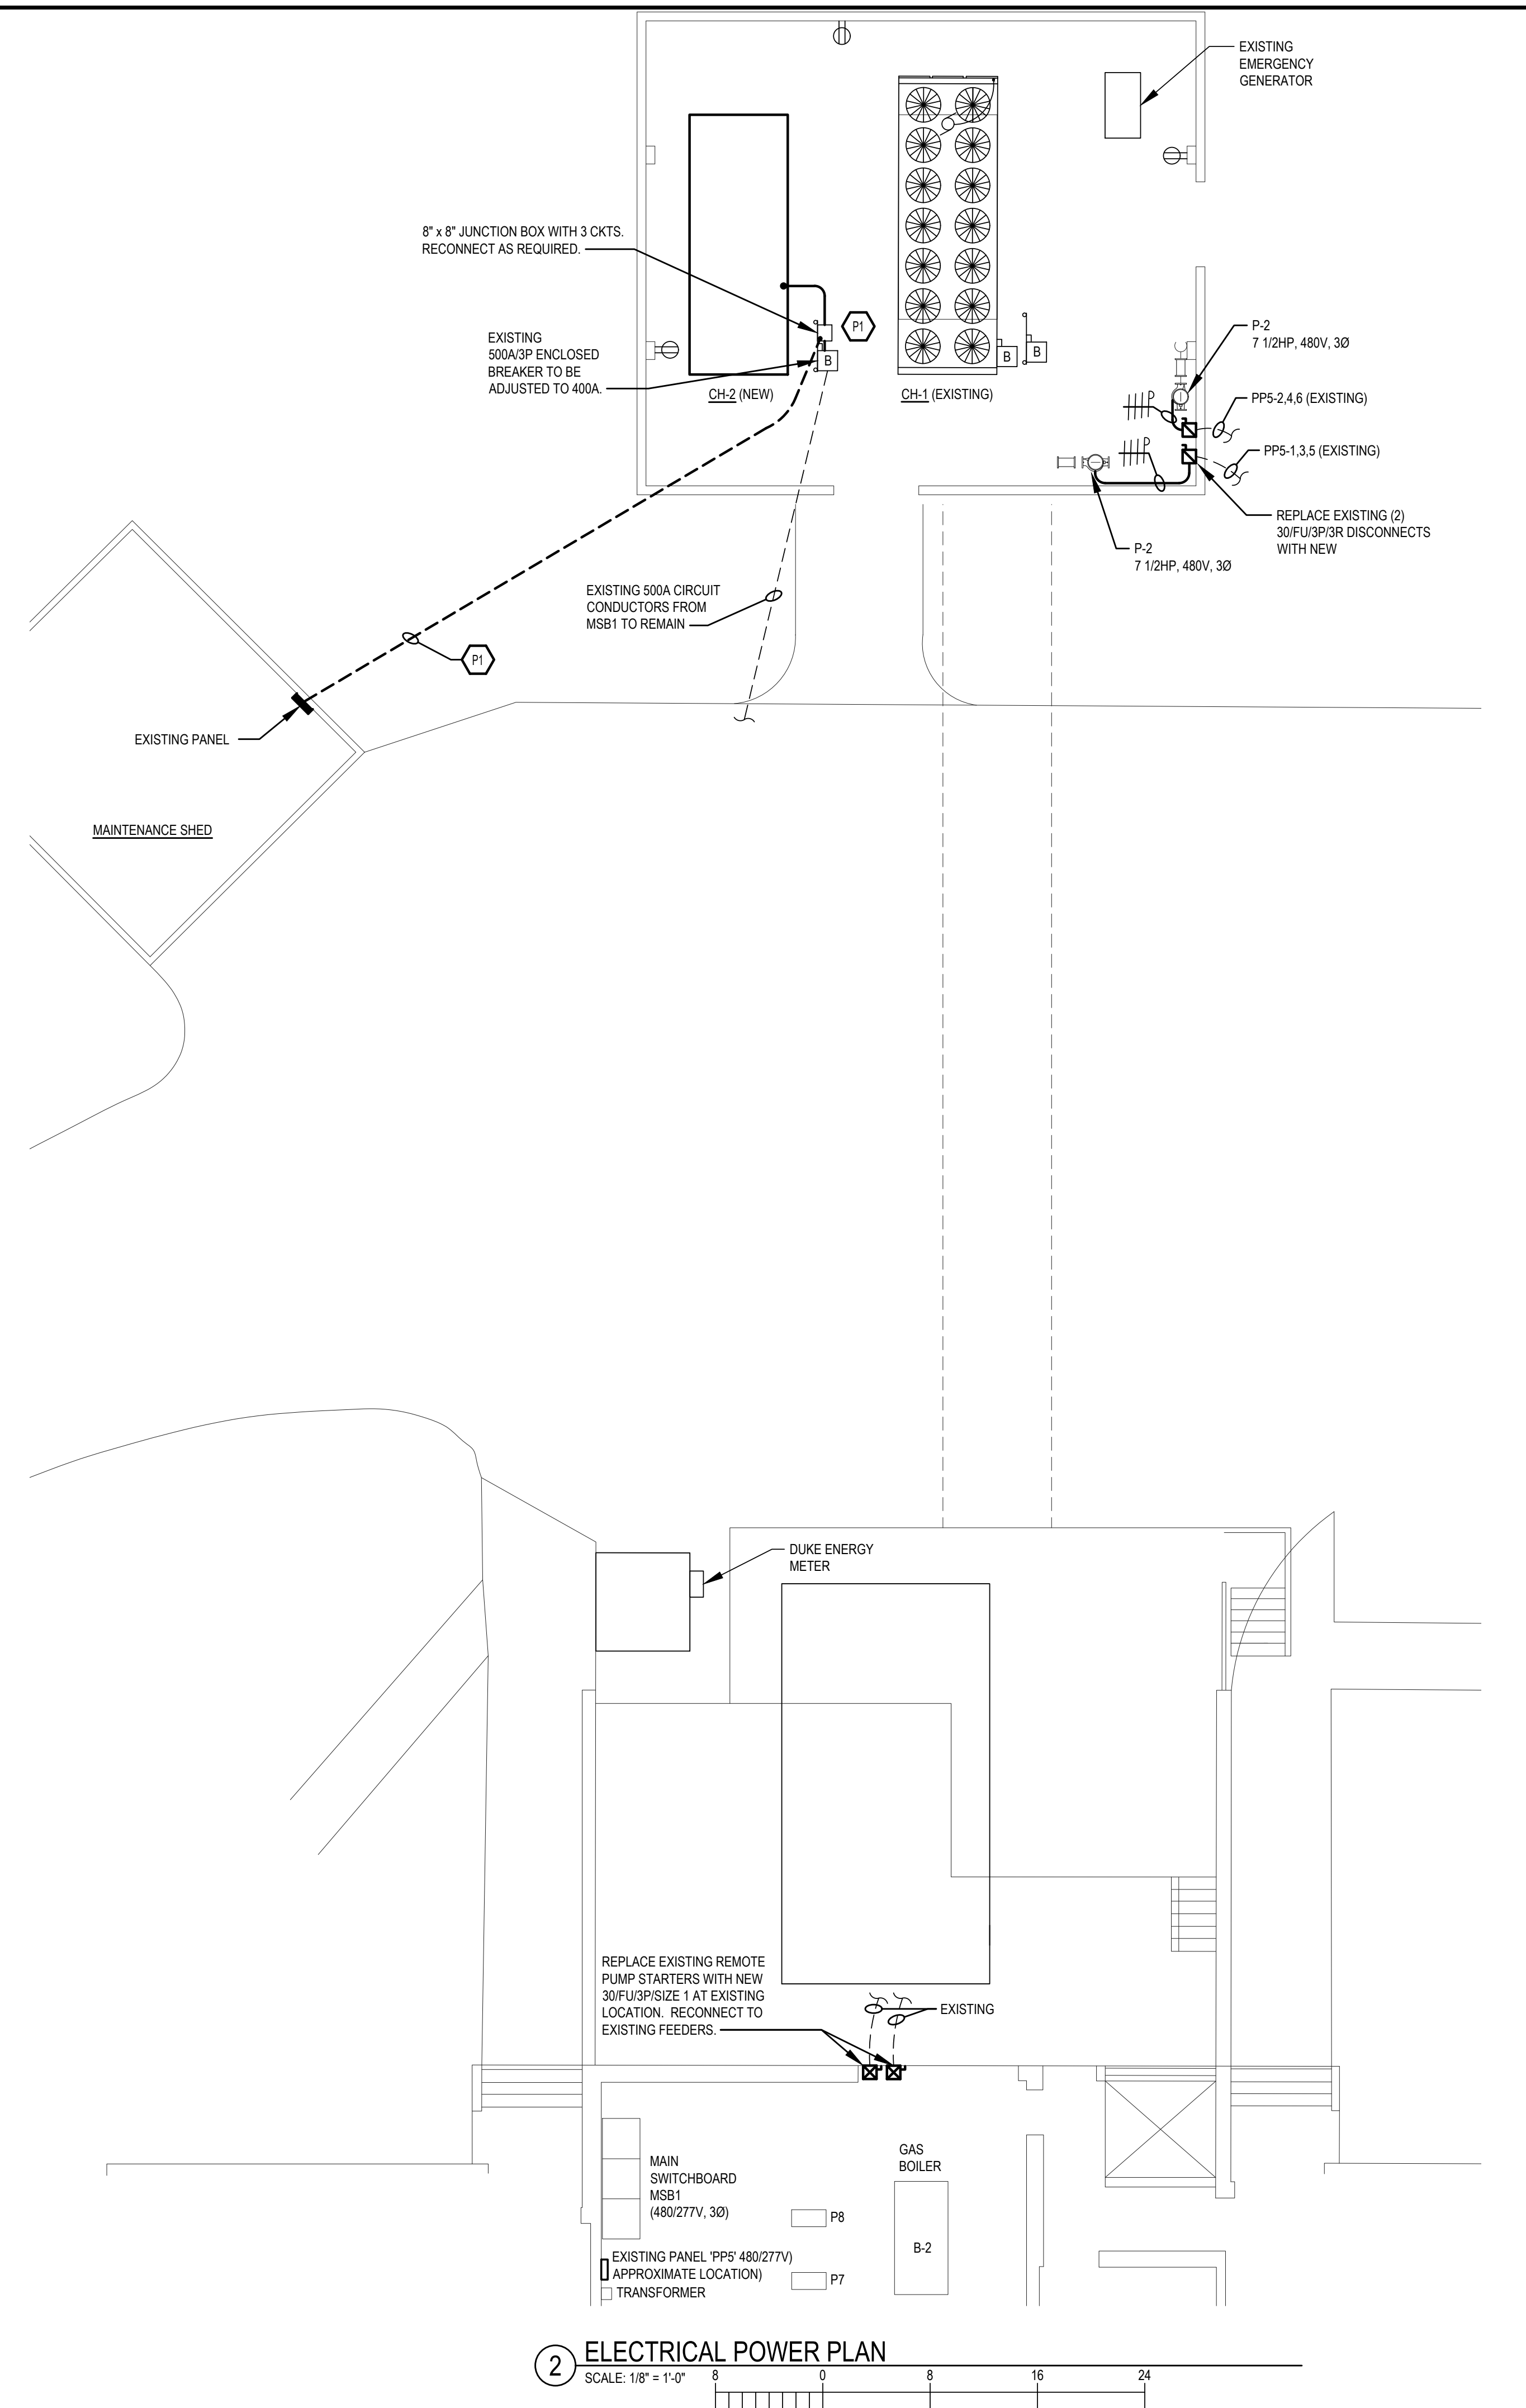 EXISTING
EMERGENCY
GENERATOR
8" x 8" JUNCTION BOX WITH 3 CKTS.
RECONNECT AS REQUIRED.
P1
EXISTING
500A/3P ENCLOSED
BREAKER TO BE
ADJUSTED TO 400A.
B
B
B
CH-2 (NEW)
CH-1 (EXISTING)
P-2
7 1/2HP, 480V, 3Ø
PP5-2,4,6 (EXISTING)
PP5-1,3,5 (EXISTING)
REPLACE EXISTING (2)
30/FU/3P/3R DISCONNECTS
WITH NEW
P-2
7 1/2HP, 480V, 3Ø
EXISTING 500A CIRCUIT
CONDUCTORS FROM
MSB1 TO REMAIN
P1
EXISTING PANEL
MAINTENANCE SHED
DUKE ENERGY
METER
REPLACE EXISTING REMOTE
PUMP STARTERS WITH NEW
30/FU/3P/SIZE 1 AT EXISTING
LOCATION. RECONNECT TO
EXISTING FEEDERS.
EXISTING
MAIN
SWITCHBOARD
MSB1
(480/277V, 3Ø)
GAS
BOILER
P8
B-2
EXISTING PANEL 'PP5' 480/277V)
APPROXIMATE LOCATION)
P7
TRANSFORMER
2
ELECTRICAL POWER PLAN
SCALE: 1/8" = 1'-0"
8 0 8 16 24